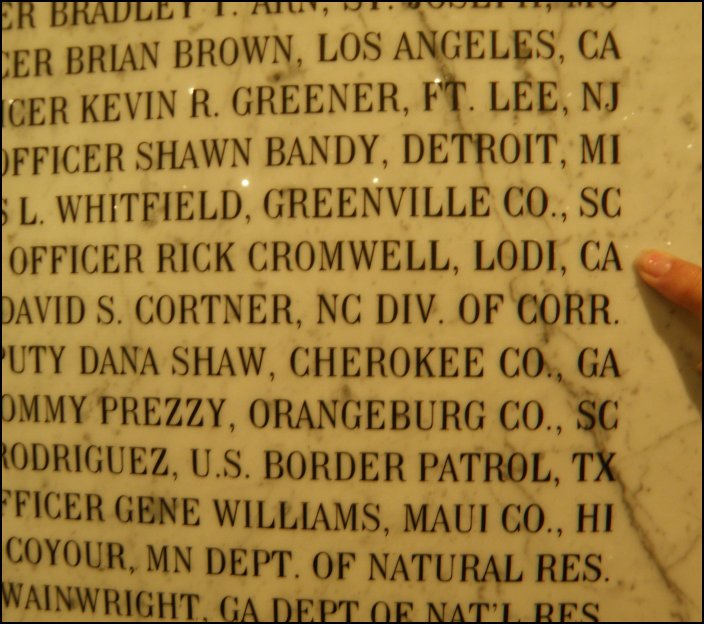 ER BRADLEY T. ARN, ST. JOSEPH, MO
CER BRIAN BROWN, LOS ANGELES, CA
ICER KEVIN R. GREENER, FT. LEE, NJ
OFFICER SHAWN BANDY, DETROIT, MI
S L. WHITFIELD, GREENVILLE CO., SC
OFFICER RICK CROMWELL, LODI, CA
DAVID S. CORTNER, NC DIV. OF CORR.
PUTY DANA SHAW, CHEROKEE CO., GA
OMMY PREZZY, ORANGEBURG CO., SC
RODRIGUEZ, U.S. BORDER PATROL, TX
FFICER GENE WILLIAMS, MAUI CO., HI
COYOUR, MN DEPT. OF NATURAL RES.
WAINWRIGHT, GA DEPT OF NAT'L RES.